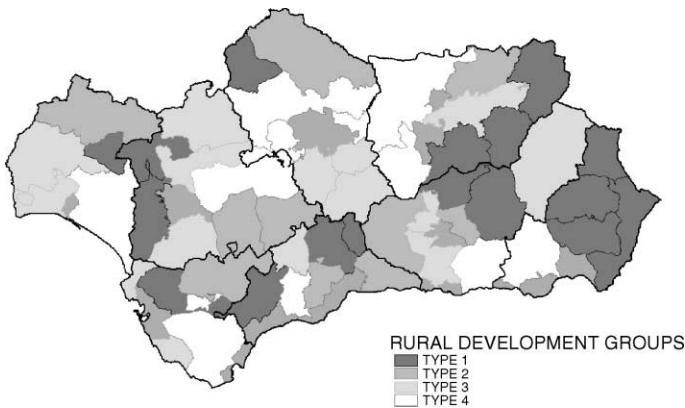 RURAL DEVELOPMENT GROUPS
TYPE 1
TYPE 2
TYPE 3
TYPE 4